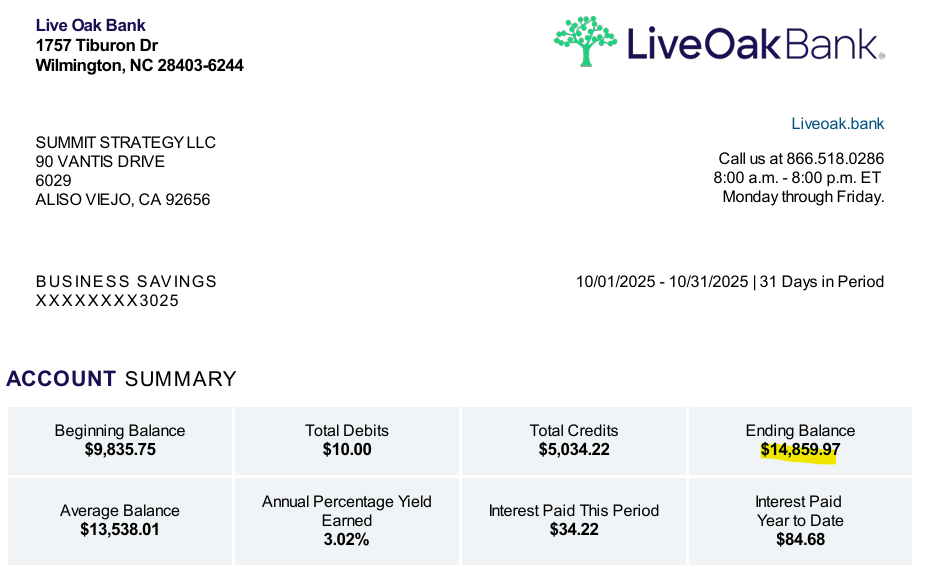 Live Oak Bank
1757 Tiburon Dr
Wilmington, NC 28403-6244
LiveOakBank®
Liveoak.bank
Call us at 866.518.0286
8:00 a.m. - 8:00 p.m. ET
Monday through Friday.
SUMMIT STRATEGY LLC
90 VANTIS DRIVE
6029
ALISO VIEJO, CA 92656
BUSINESS SAVINGS
XXXXXXXX3025
10/01/2025 - 10/31/2025 | 31 Days in Period
ACCOUNT SUMMARY
Beginning Balance
$9,835.75
Total Debits
$10.00
Total Credits
$5,034.22
Ending Balance
$14,859.97
Average Balance
$13,538.01
Annual Percentage Yield
Earned
3.02%
Interest Paid This Period
$34.22
Interest Paid
Year to Date
$84.68